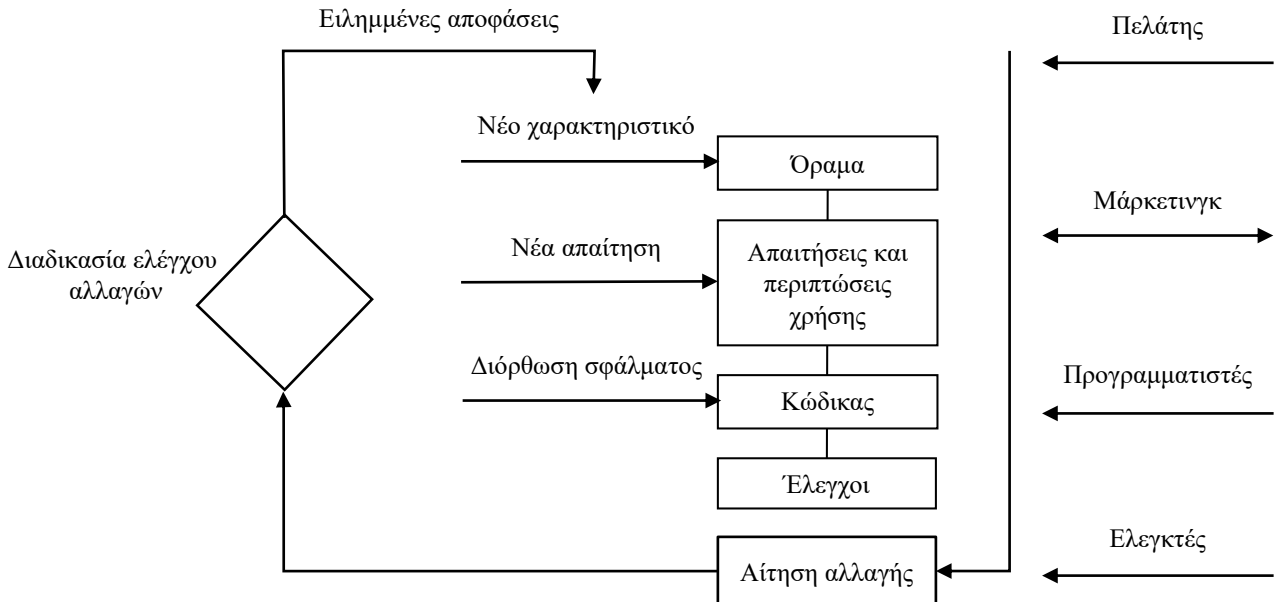 Ειλημμένες αποφάσεις
Πελάτης
Νέο χαρακτηριστικό
Όραμα
Μάρκετινγκ
Διαδικασία ελέγχου
αλλαγών
Νέα απαίτηση
Απαιτήσεις και
περιπτώσεις
χρήσης
Διόρθωση σφάλματος
Προγραμματιστές
Κώδικας
Έλεγχοι
Ελεγκτές
Αίτηση αλλαγής